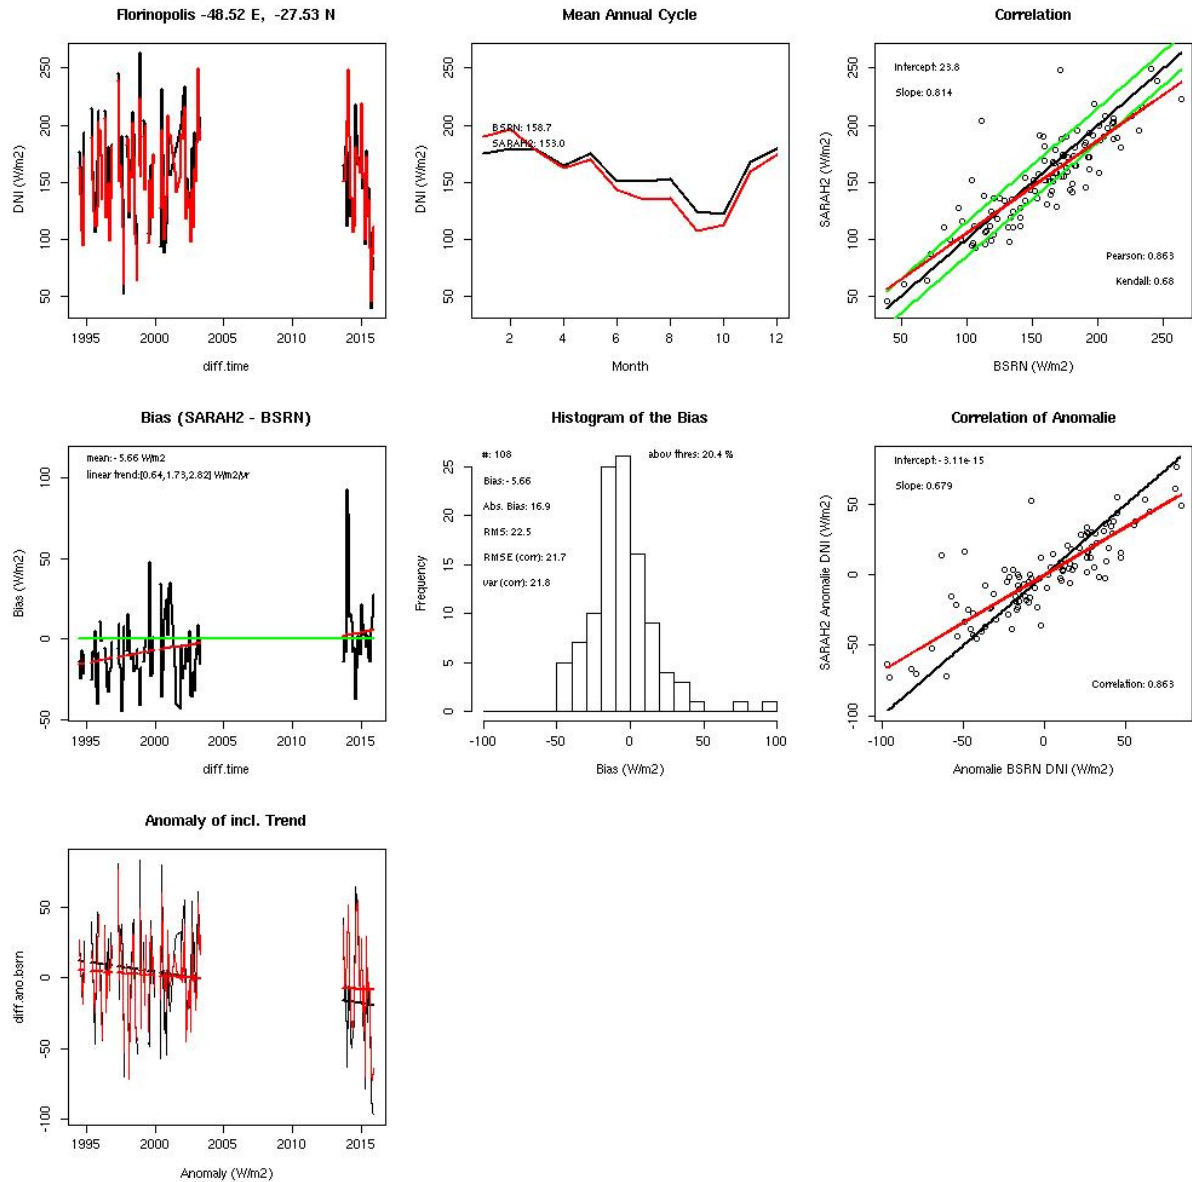 Florinopolis -48.52 E, -27.53 N
DNI (W/m2)
250
200
150
100
50
1995 2000 2005 2010 2015
diff.time
Mean Annual Cycle
BSRN: 158.7
SARAH2: 153.0
DNI (W/m2)
250
200
150
100
50
2 4 6 8 10 12
Month
Correlation
Intercept: 23.8
Slope: 0.814
Pearson: 0.863
Kendall: 0.68
SARAH2 (W/m2)
250
200
150
100
50
50 100 150 200 250
BSRN (W/m2)
Bias (SARAH2 - BSRN)
mean: -5.66 W/m2
linear trend:[0.64,1.73,2.82] W/m2/yr
Bias (W/m2)
100
50
0
-50
1995 2000 2005 2010 2015
diff.time
Histogram of the Bias
#: 108
abov thres: 20.4 %
Bias: -5.66
Abs. Bias: 16.9
RMS: 22.5
RMSE (corr): 21.7
var (corr): 21.8
Frequency
25
20
15
10
5
0
-100 -50 0 50 100
Bias (W/m2)
Correlation of Anomalie
Intercept: -3.11e-15
Slope: 0.679
Correlation: 0.863
SARAH2 Anomalie DNI (W/m2)
50
0
-50
-100
-100 -50 0 50
Anomalie BSRN DNI (W/m2)
Anomaly of incl. Trend
diff.ano.bsrn
50
0
-50
-100
1995 2000 2005 2010 2015
Anomaly (W/m2)